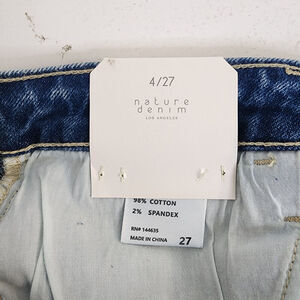 4/27
nature
denim
LOS ANGELES
98% COTTON
2% SPANDEX
RN# 144635
MADE IN CHINA
27